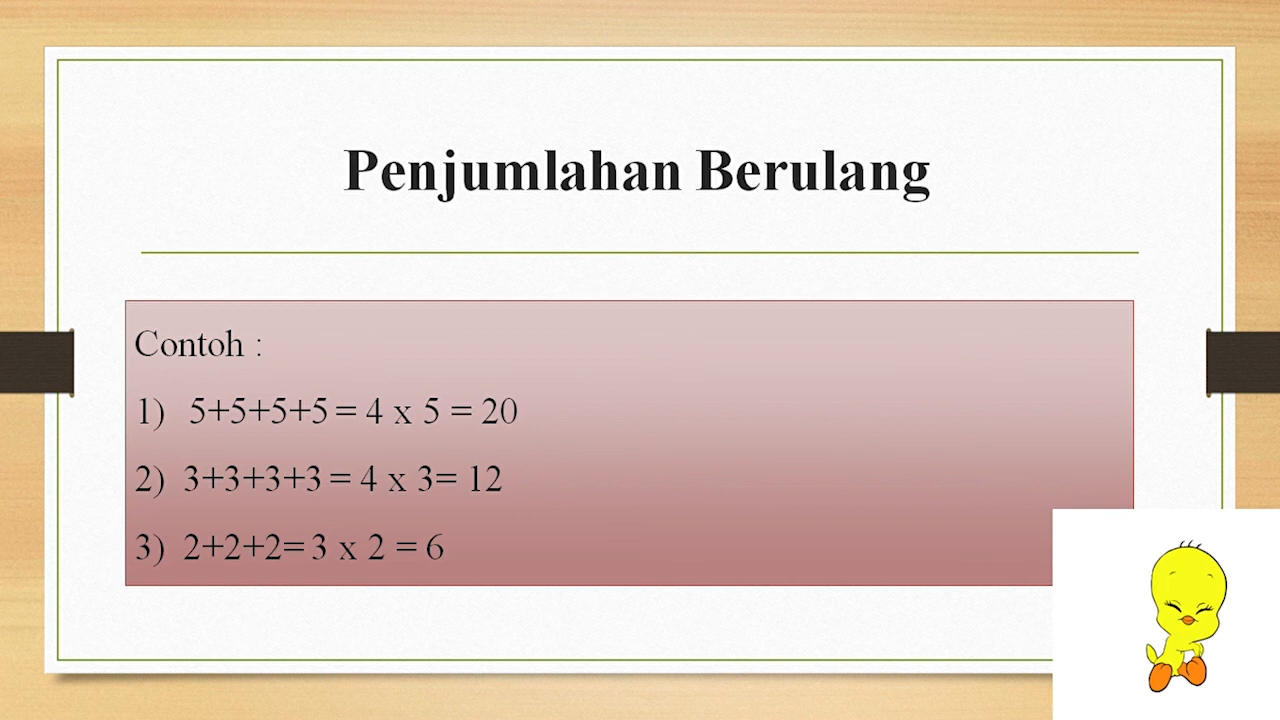 Penjumlahan Berulang
Contoh :
1) 5+5+5+5 = 4 x 5 = 20
2) 3+3+3+3 = 4 x 3= 12
3) 2+2+2= 3 x 2 = 6